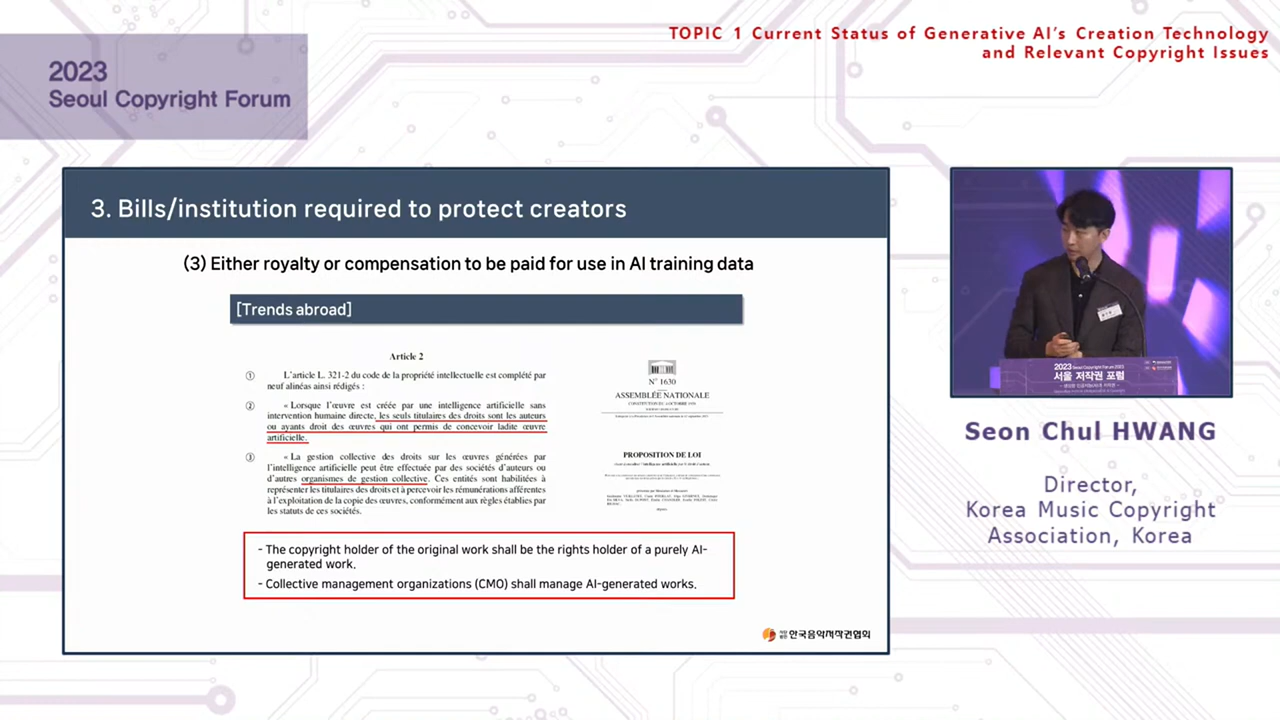 TOPIC 1 Current Status of Generative AI's Creation Technology
and Relevant Copyright Issues
2023
Seoul Copyright Forum
3. Bills/institution required to protect creators
(3) Either royalty or compensation to be paid for use in AI training data
[Trends abroad]
Article 2
① L'article L. 321-2 du code de la propriété intellectuelle est complété par
neuf alinéas ainsi rédigés :
② « Lorsque l'œuvre est créée par une intelligence artificielle sans
intervention humaine directe, les seuls titulaires des droits sont les auteurs
ou ayants droit des œuvres qui ont permis de concevoir ladite œuvre
artificielle.
③ « La gestion collective des droits sur les œuvres générées par
l'intelligence artificielle peut être effectuée par des sociétés d'auteurs ou
d'autres organismes de gestion collective. Ces entités sont habilitées à
représenter les titulaires des droits et à percevoir les rémunérations afférentes
à l'exploitation de la copie des œuvres, conformément aux règles établies par
les statuts de ces sociétés.
N° 1630
ASSEMBLÉE NATIONALE
PROPOSITION DE LOI
- The copyright holder of the original work shall be the rights holder of a purely AI-
generated work.
- Collective management organizations (CMO) shall manage AI-generated works.
한국음악저작권협회
2023 Seoul Copyright Forum 2023
서울 저작권 포럼
Seon Chul HWANG
Director,
Korea Music Copyright
Association, Korea